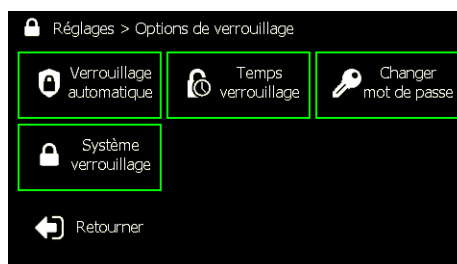 Réglages > Options de verrouillage
Verrouillage
automatique
Temps
verrouillage
Changer
mot de passe
Système
verrouillage
Retourner